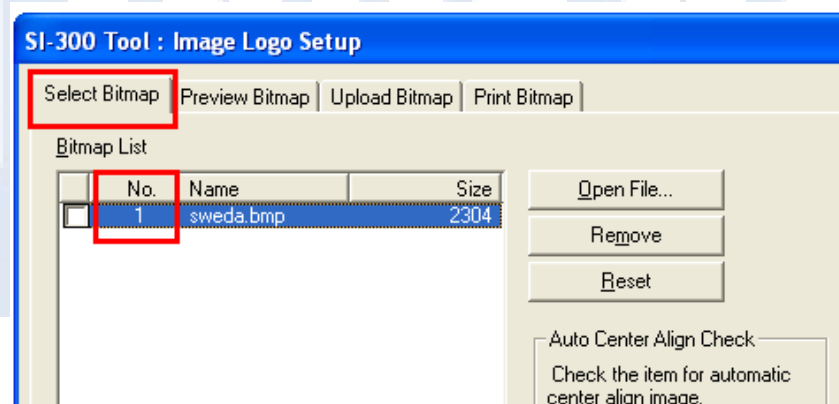 SI-300 Tool : Image Logo Setup
Select Bitmap Preview Bitmap Upload Bitmap Print Bitmap
Bitmap List
No. Name Size
1 sweda.bmp 2304
Open File...
Remove
Reset
Auto Center Align Check
Check the item for automatic
center align image.